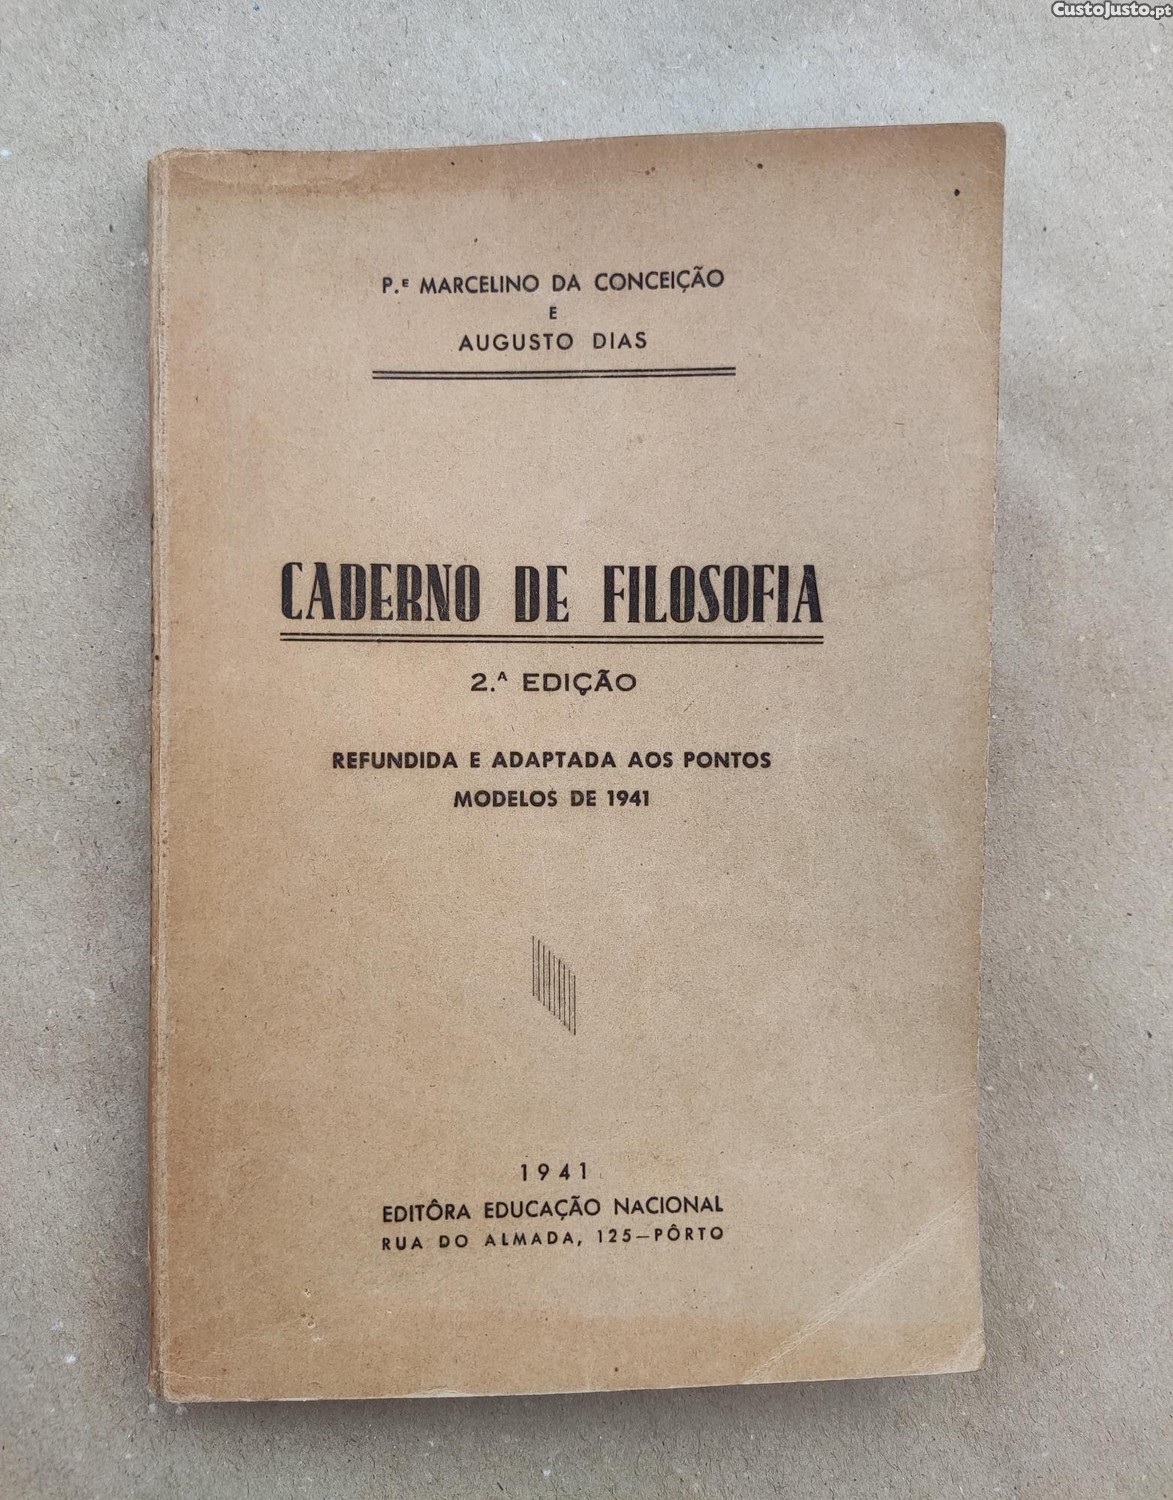 CustoJusto.pt
P.ᴱ MARCELINO DA CONCEIÇÃO
E
AUGUSTO DIAS
CADERNO DE FILOSOFIA
2.ᴬ EDIÇÃO
REFUNDIDA E ADAPTADA AOS PONTOS
MODELOS DE 1941
1941
EDITÔRA EDUCAÇÃO NACIONAL
RUA DO ALMADA, 125—PÔRTO